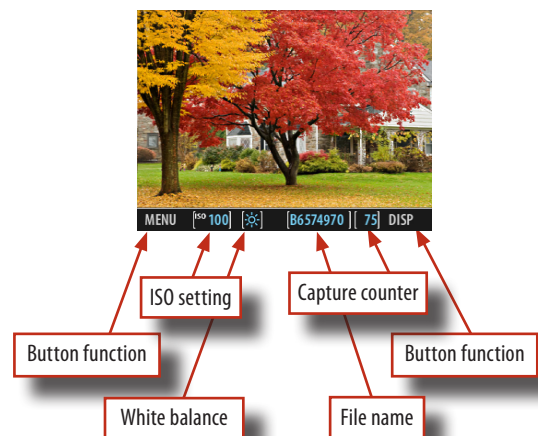 MENU [ISO 100] [ ] [B6574970 ] [ 75] DISP
ISO setting
Capture counter
Button function
Button function
White balance
File name